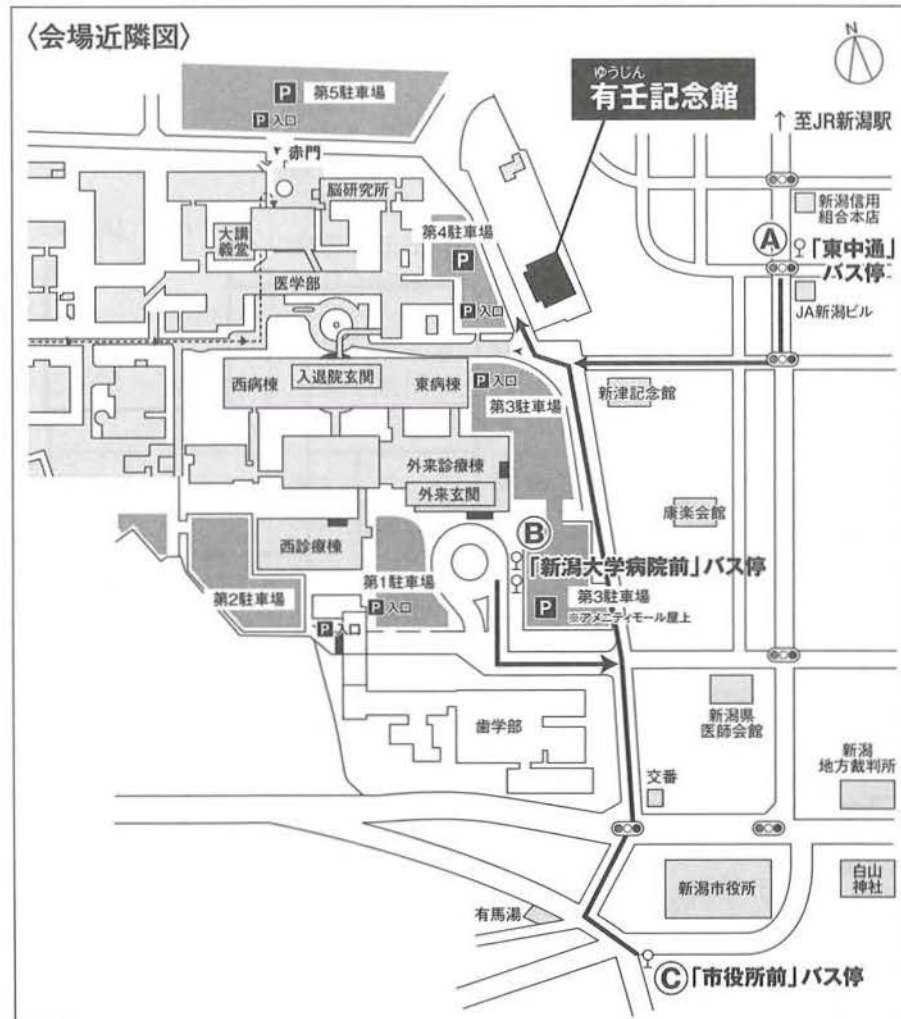 〈会場近隣図〉
N
ゆうじん
有壬記念館
↑ 至JR新潟駅
P 第5駐車場
P 入口
赤門
脳研究所
大講
義堂
第4駐車場
P
医学部
P 入口
新潟信用
組合本店
A
「東中通」
バス停
JA新潟ビル
西病棟
入退院玄関
東病棟
P 入口
第3駐車場
新津記念館
外来診療棟
外来玄関
康楽会館
西診療棟
B
「新潟大学病院前」バス停
第2駐車場
第1駐車場
P 入口
P 入口
P
第3駐車場
※アメニティモール屋上
歯学部
新潟県
医師会館
交番
新潟
地方裁判所
新潟市役所
白山
神社
有馬湯
C 「市役所前」バス停